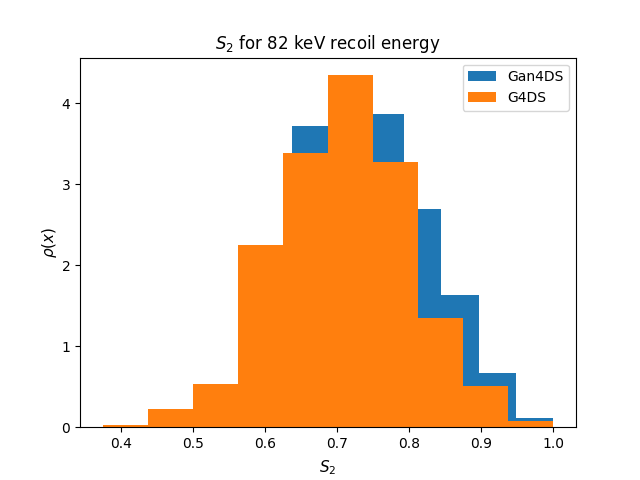 S₂ for 82 keV recoil energy
Gan4DS
G4DS
4
3
2
1
0
ρ(x)
0.4 0.5 0.6 0.7 0.8 0.9 1.0
S₂